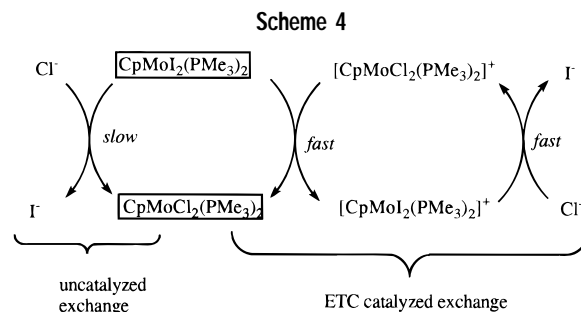 Scheme 4
Cl⁻ CpMoI₂(PMe₃)₂ [CpMoCl₂(PMe₃)₂]⁺ I⁻
slow fast fast
I⁻ CpMoCl₂(PMe₃)₂ [CpMoI₂(PMe₃)₂]⁺ Cl⁻
uncatalyzed
exchange
ETC catalyzed exchange